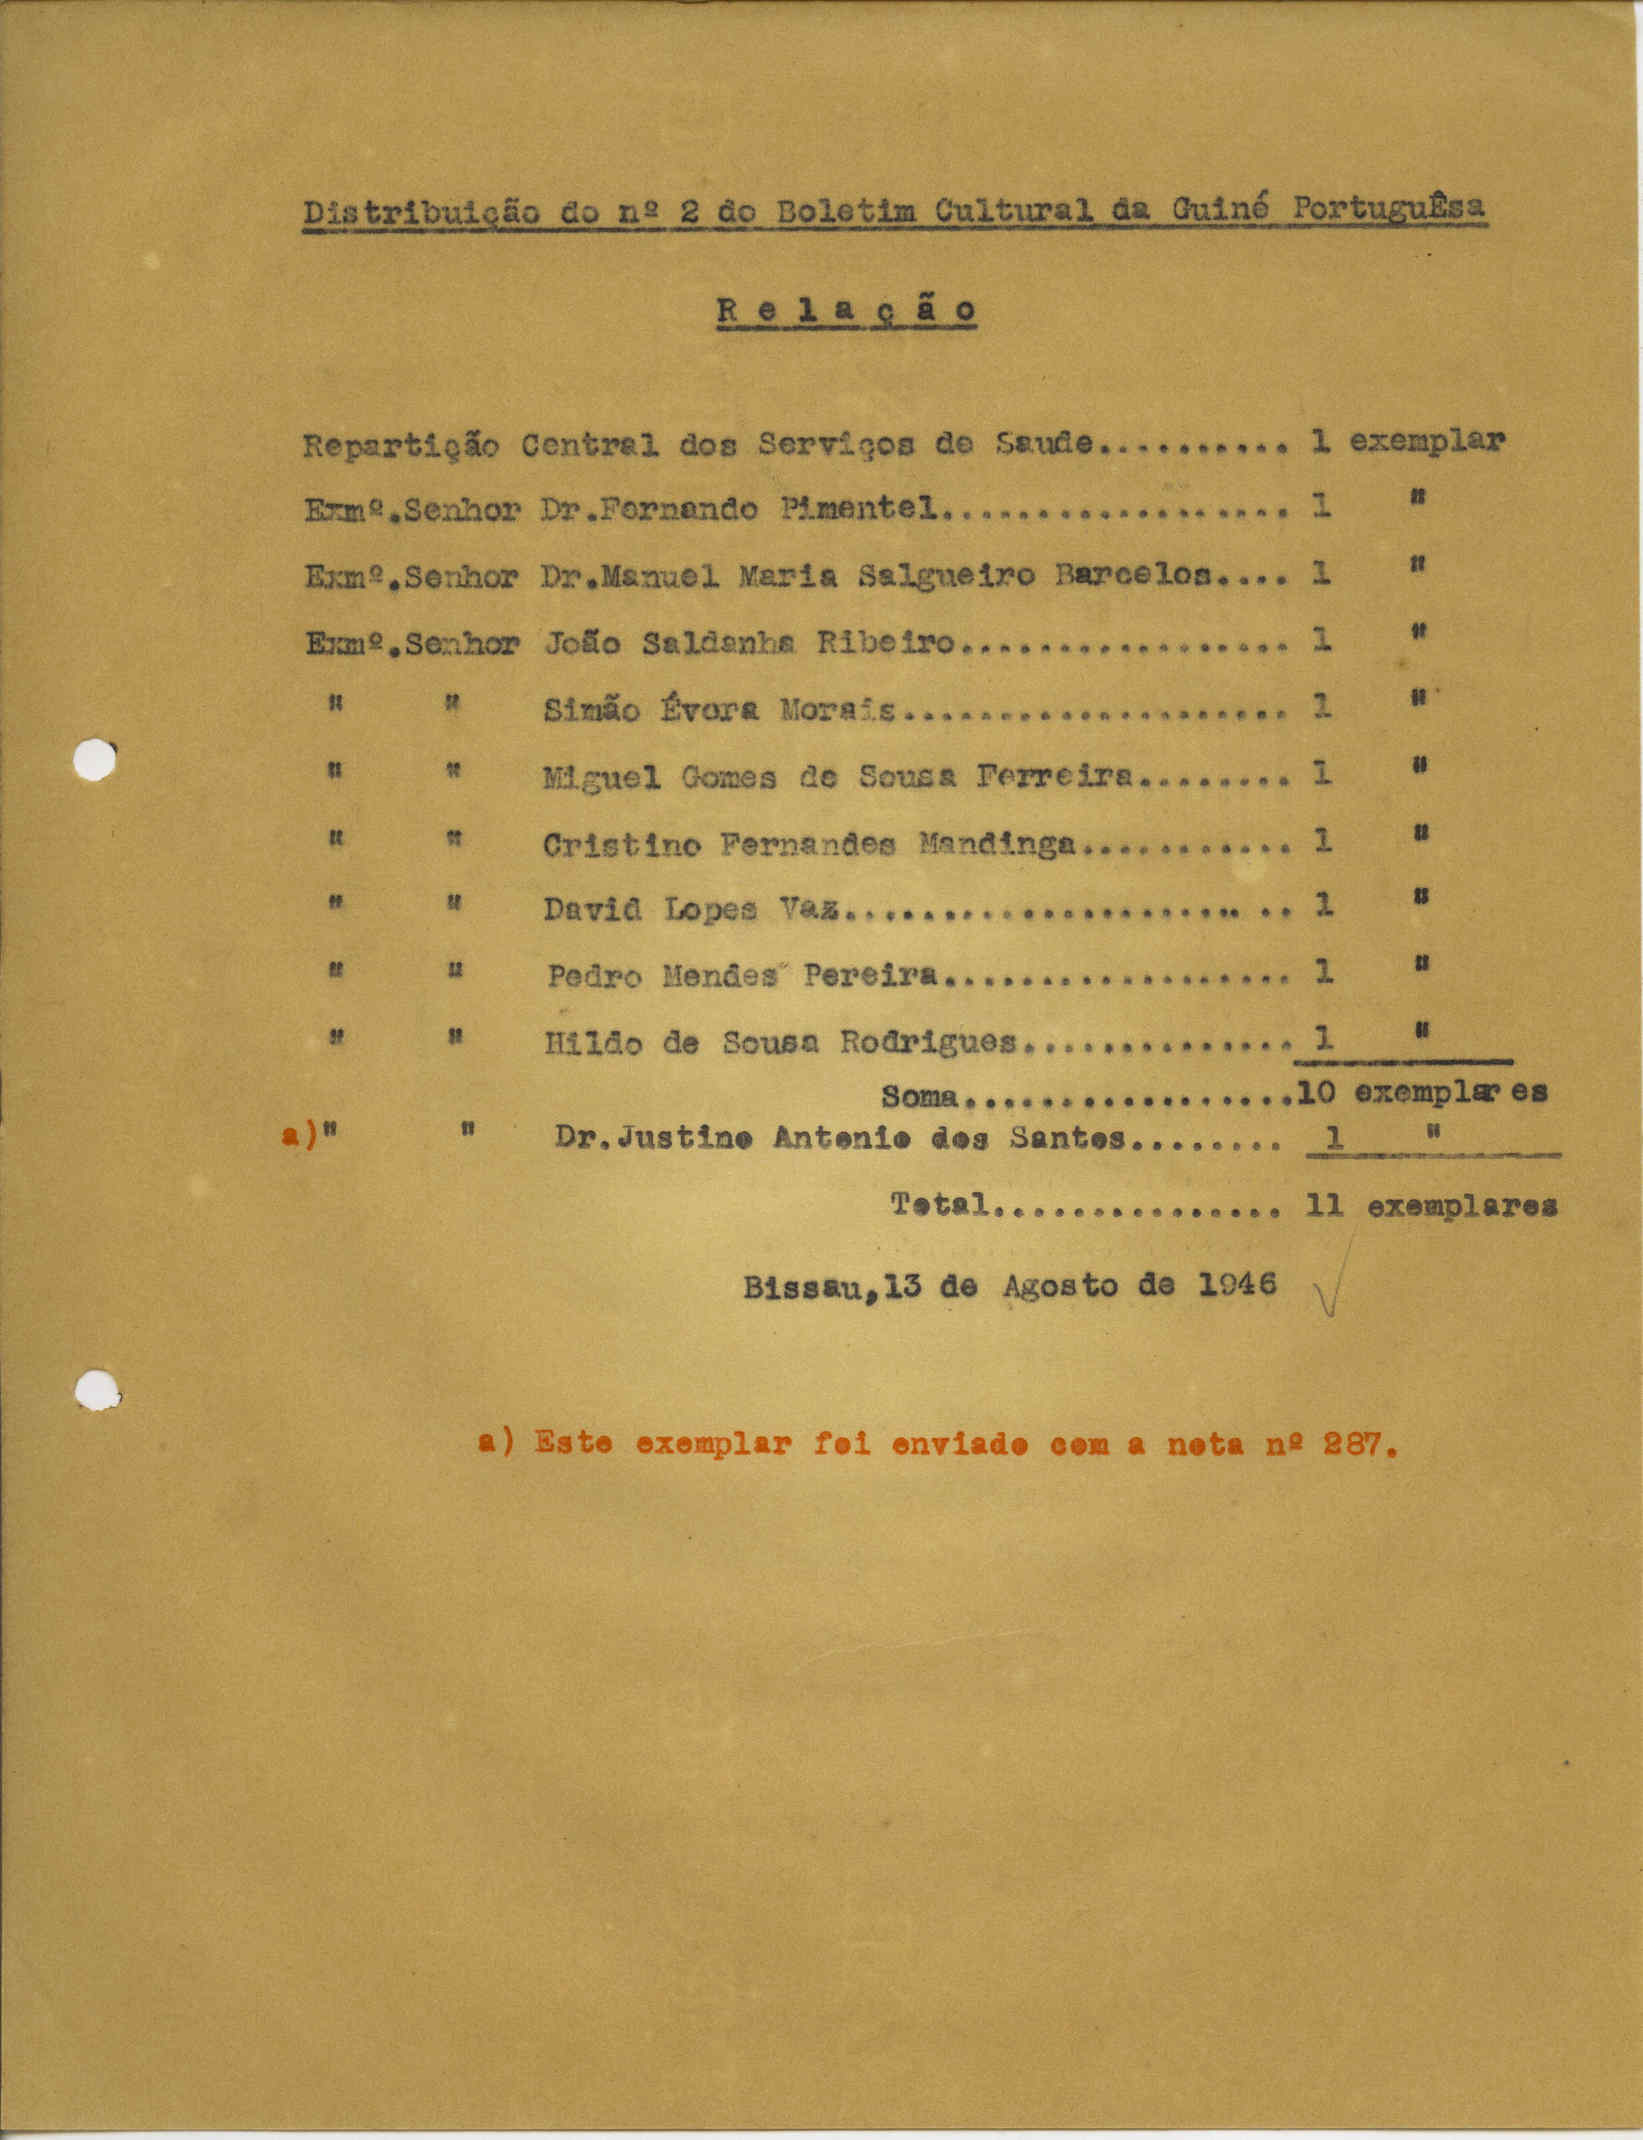 Distribuição do nº 2 do Boletim Cultural da Guiné PortuguÊsa
R e l a ç ã o
Repartição Central dos Serviços de Saude.......... 1 exemplar
Exmº.Senhor Dr.Fernando Pimentel.................. 1 "
Exmº.Senhor Dr.Manuel Maria Salgueiro Barcelos.... 1 "
Exmº.Senhor João Saldanha Ribeiro................. 1 "
" " Simão Évora Morais.................... 1 "
" " Miguel Gomes de Sousa Ferreira........ 1 "
" " Cristino Fernandes Mandinga........... 1 "
" " David Lopes Vaz..................... .. 1 "
" " Pedro Mendes Pereira.................. 1 "
" " Hildo de Sousa Rodrigues.............. 1 "
Soma.................10 exemplares
a)" " Dr.Justino Antonio dos Santos........ 1 "
Total............... 11 exemplares
Bissau,13 de Agosto de 1946
a) Este exemplar foi enviado com a nota nº 287.